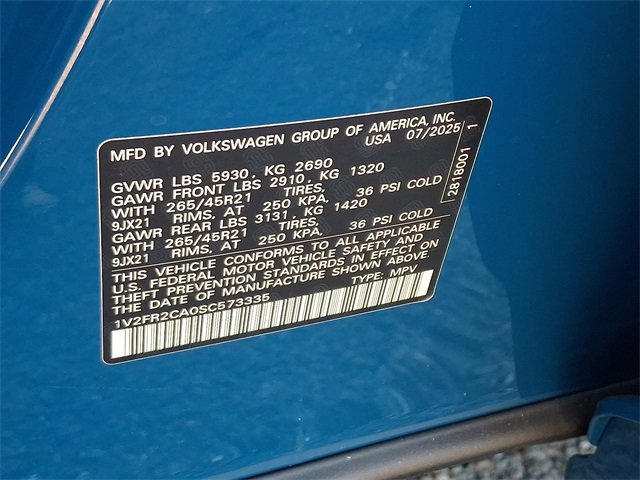 MFD BY VOLKSWAGEN GROUP OF AMERICA, INC.
USA 07/2025
GVWR LBS 5930, KG 2690
GAWR FRONT LBS 2910, KG 1320
WITH 265/45R21 TIRES,
9JX21 RIMS, AT 250 KPA, 36 PSI COLD
GAWR REAR LBS 3131, KG 1420
WITH 265/45R21 TIRES,
9JX21 RIMS, AT 250 KPA, 36 PSI COLD
THIS VEHICLE CONFORMS TO ALL APPLICABLE
U.S. FEDERAL MOTOR VEHICLE SAFETY AND
THEFT PREVENTION STANDARDS IN EFFECT ON
THE DATE OF MANUFACTURE SHOWN ABOVE.
1V2FR2CA0SC573335 TYPE: MPV
2818001 1